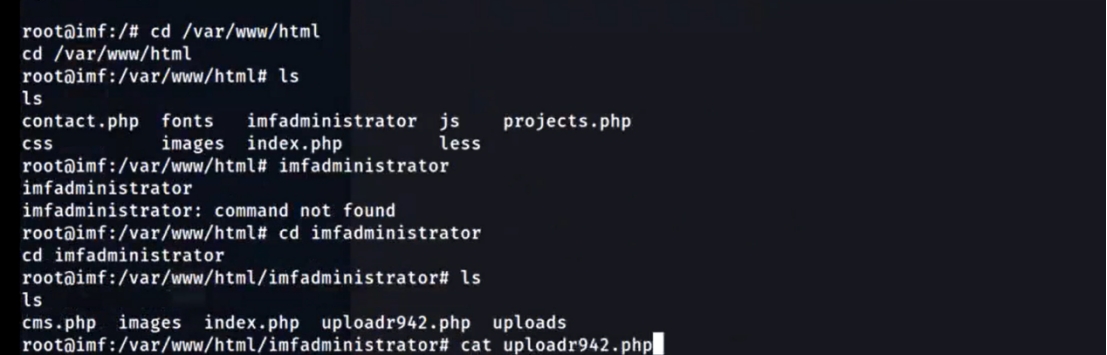 root@imf:/# cd /var/www/html
cd /var/www/html
root@imf:/var/www/html# ls
ls
contact.php  fonts   imfadministrator  js    projects.php
css          images  index.php         less
root@imf:/var/www/html# imfadministrator
imfadministrator
imfadministrator: command not found
root@imf:/var/www/html# cd imfadministrator
cd imfadministrator
root@imf:/var/www/html/imfadministrator# ls
ls
cms.php  images  index.php  uploadr942.php  uploads
root@imf:/var/www/html/imfadministrator# cat uploadr942.php